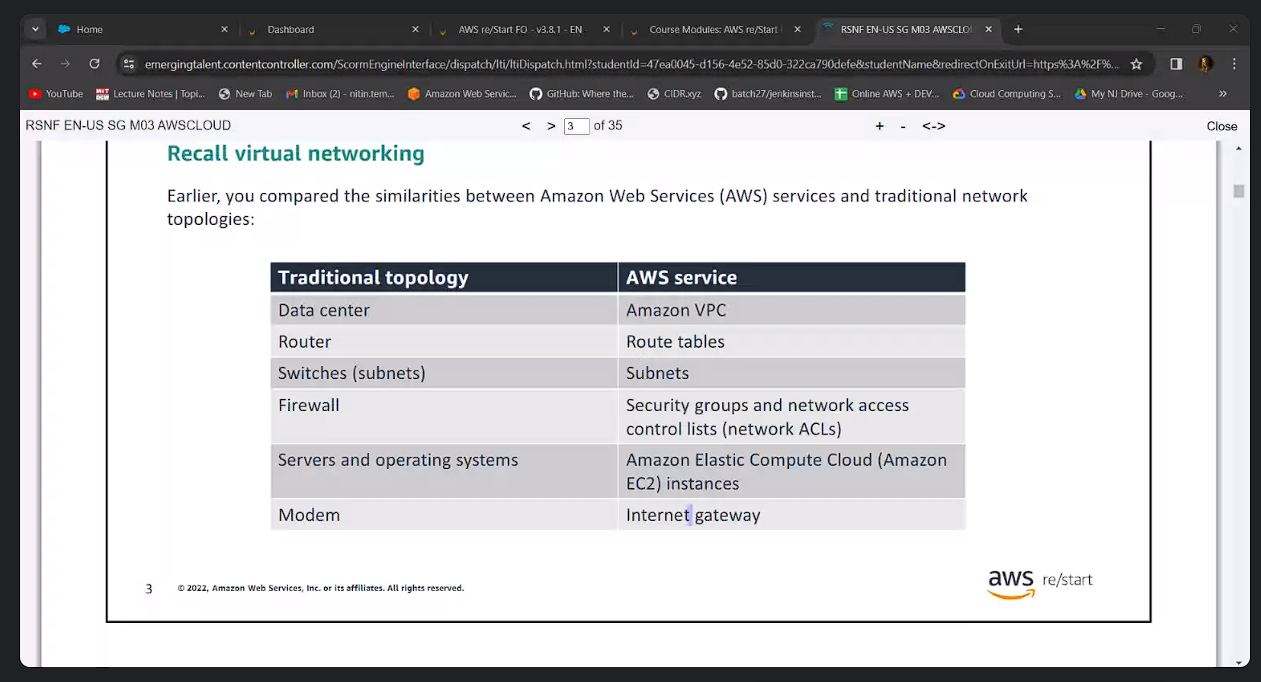 Home
Dashboard
AWS re/Start FO - v3.8.1 - EN
Course Modules: AWS re/Start
RSNF EN-US SG M03 AWSCLO
emergingtalent.contentcontroller.com/ScormEngineInterface/dispatch/lti/ltiDispatch.html?studentId=47ea0045-d156-4e52-85d0-322ca790defe&studentName&redirectOnExitUrl=https%3A%2F%...
YouTube
Lecture Notes | Topi...
New Tab
Inbox (2) - nitin.tem...
Amazon Web Servic...
GitHub: Where the...
CIDR.xyz
batch27/jenkinsinst...
Online AWS + DEV...
Cloud Computing S...
My NJ Drive - Goog...
»
RSNF EN-US SG M03 AWSCLOUD
< > 3 of 35
+ - <->
Close
Recall virtual networking
Earlier, you compared the similarities between Amazon Web Services (AWS) services and traditional network
topologies:
Traditional topology AWS service
Data center Amazon VPC
Router Route tables
Switches (subnets) Subnets
Firewall Security groups and network access
control lists (network ACLs)
Servers and operating systems Amazon Elastic Compute Cloud (Amazon
EC2) instances
Modem Internet gateway
3 © 2022, Amazon Web Services, Inc. or its affiliates. All rights reserved.
aws re/start